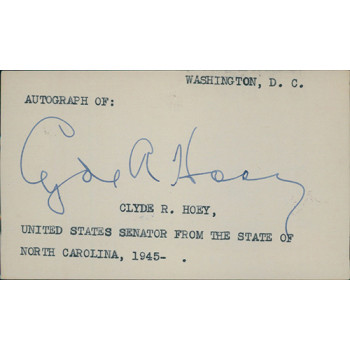 WASHINGTON, D. C.
AUTOGRAPH OF:
Clyde R Hoey
CLYDE R. HOEY,
UNITED STATES SENATOR FROM THE STATE OF
NORTH CAROLINA, 1945- .